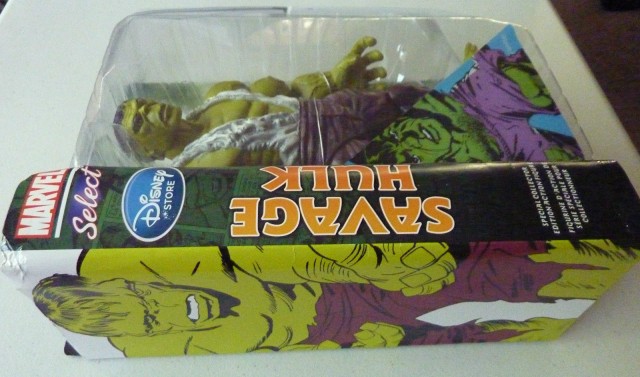 MARVEL
Select
DISNEY
STORE
SAVAGE
HULK
SPECIAL COLLECTOR
EDITION ACTION FIGURE